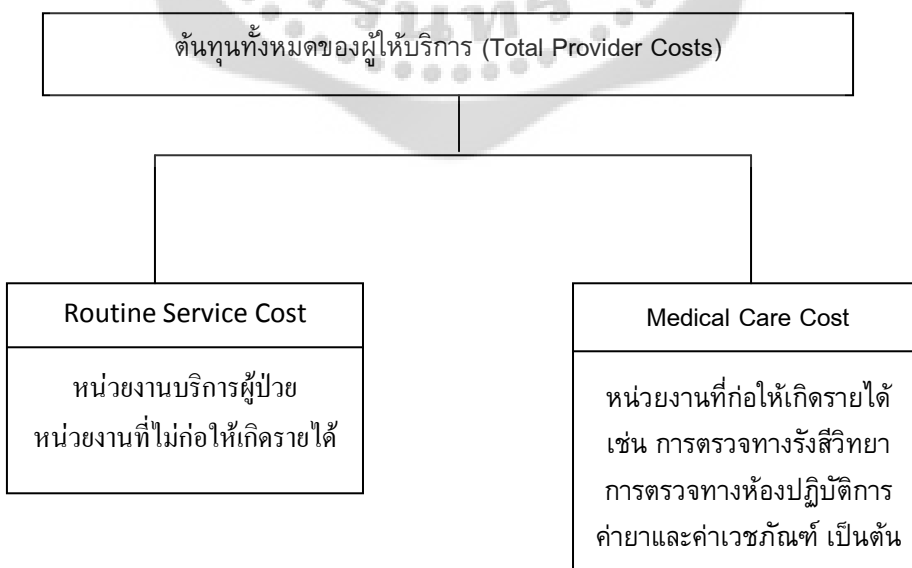 ต้นทุนทั้งหมดของผู้ให้บริการ (Total Provider Costs)
Routine Service Cost
หน่วยงานบริการผู้ป่วย
หน่วยงานที่ไม่ก่อให้เกิดรายได้
Medical Care Cost
หน่วยงานที่ก่อให้เกิดรายได้
เช่น การตรวจทางรังสีวิทยา
การตรวจทางห้องปฏิบัติการ
ค่ายาและค่าเวชภัณฑ์ เป็นต้น